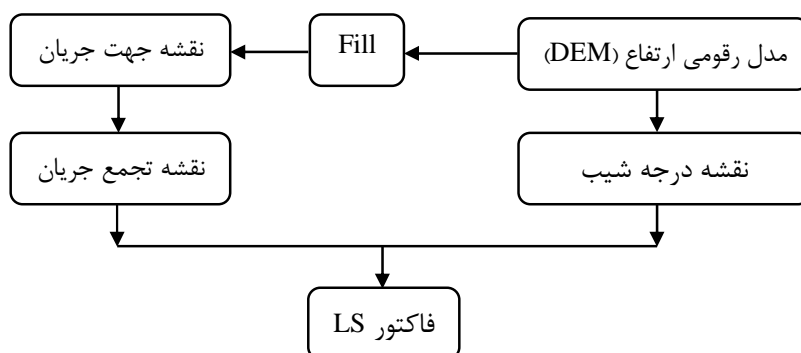 مدل رقومی ارتفاع (DEM)
Fill
نقشه جهت جریان
نقشه درجه شیب
نقشه تجمع جریان
فاکتور LS